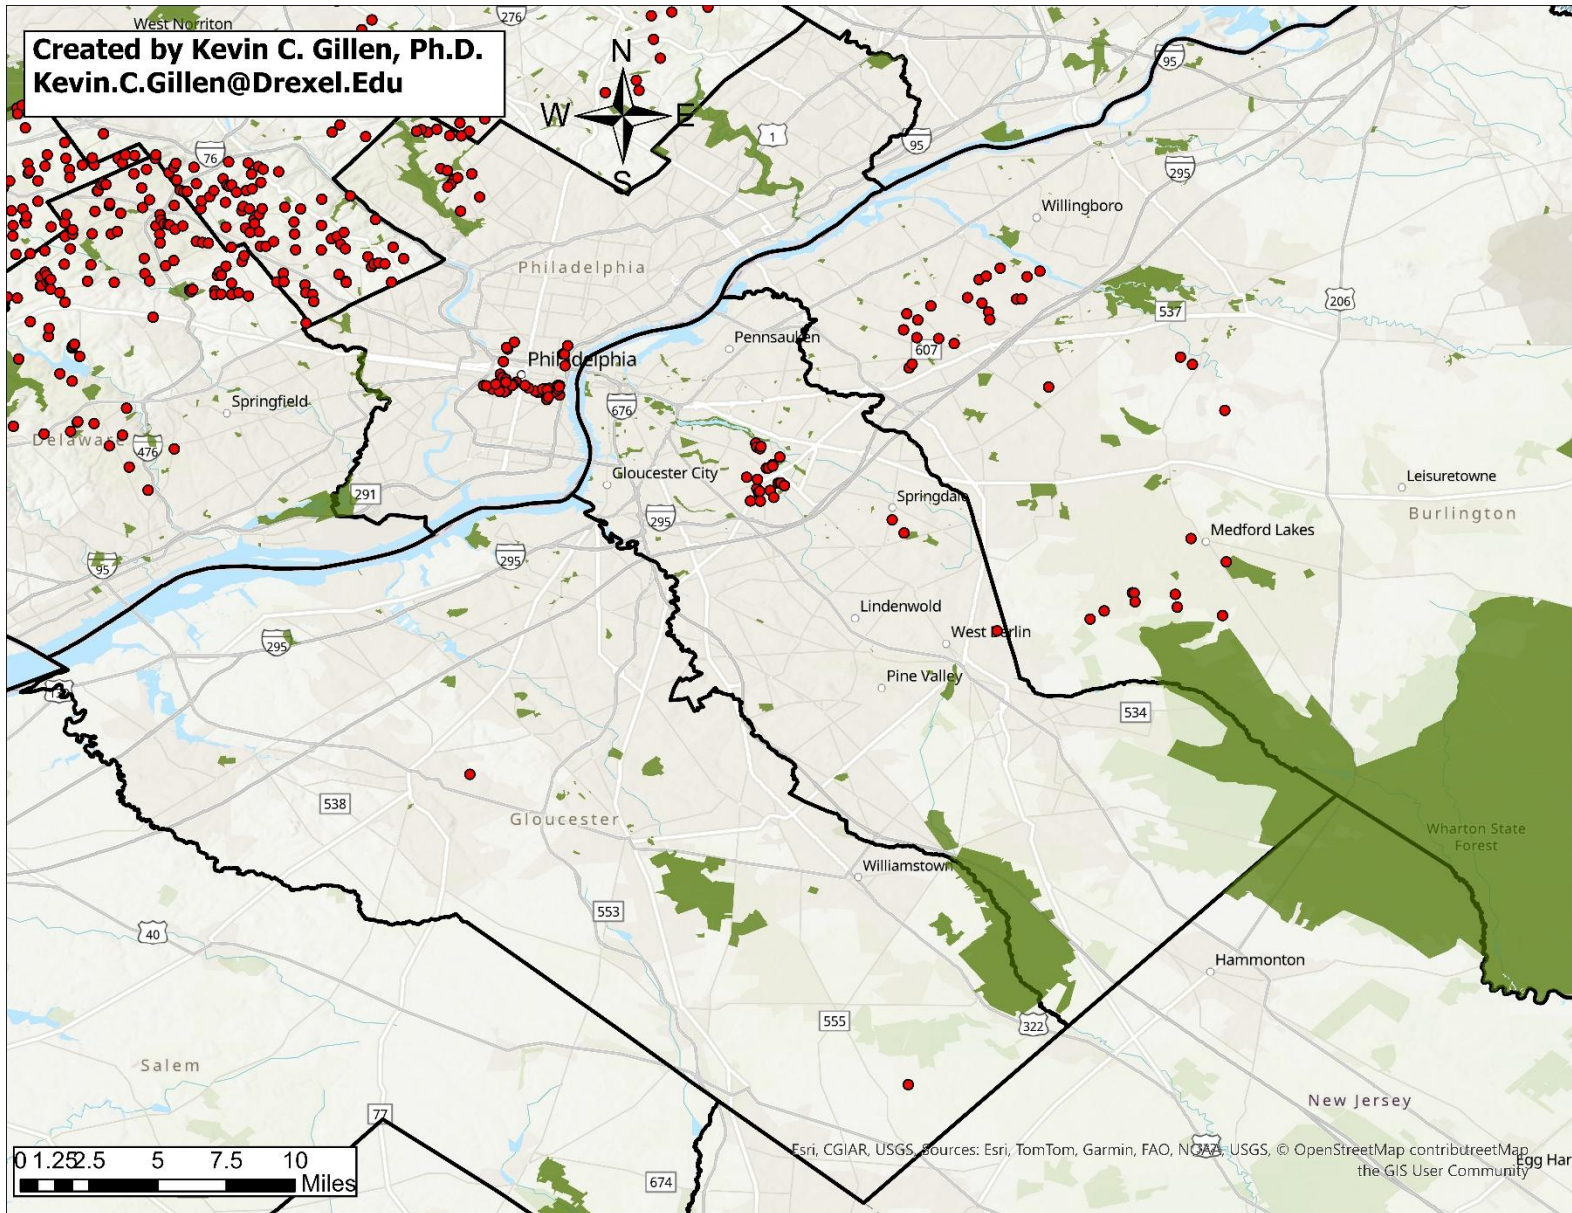 West Norriton
276
Created by Kevin C. Gillen, Ph.D.
Kevin.C.Gillen@Drexel.Edu
N
W E
S
95
1
95
76
295
Willingboro
Philadelphia
206
537
Pennsauken
607
Philadelphia
Springfield
676
Delaware
476
Gloucester City
Leisuretowne
291
Springdale
Burlington
295
Medford Lakes
295
95
Lindenwold
West Berlin
295
Pine Valley
534
538
Gloucester
Wharton State
Forest
Williamstown
553
40
Hammonton
555
322
Salem
New Jersey
77
Esri, CGIAR, USGS, Sources: Esri, TomTom, Garmin, FAO, NOAA, USGS, © OpenStreetMap contributreetMap
the GIS User Community
Egg Har
0 1.25 2.5 5 7.5 10
Miles
674